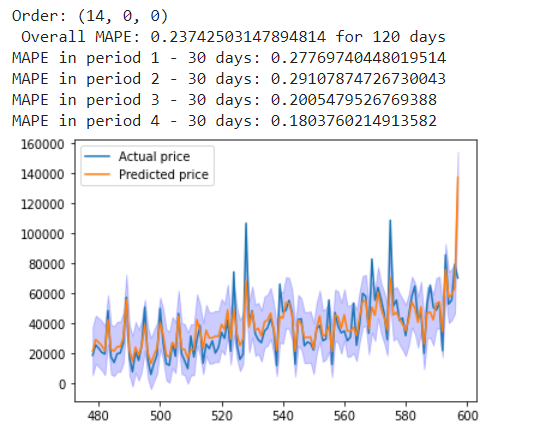 Order: (14, 0, 0)
Overall MAPE: 0.23742503147894814 for 120 days
MAPE in period 1 - 30 days: 0.27769740448019514
MAPE in period 2 - 30 days: 0.29107874726730043
MAPE in period 3 - 30 days: 0.2005479526769388
MAPE in period 4 - 30 days: 0.1803760214913582
Actual price
Predicted price
160000
140000
120000
100000
80000
60000
40000
20000
0
480 500 520 540 560 580 600